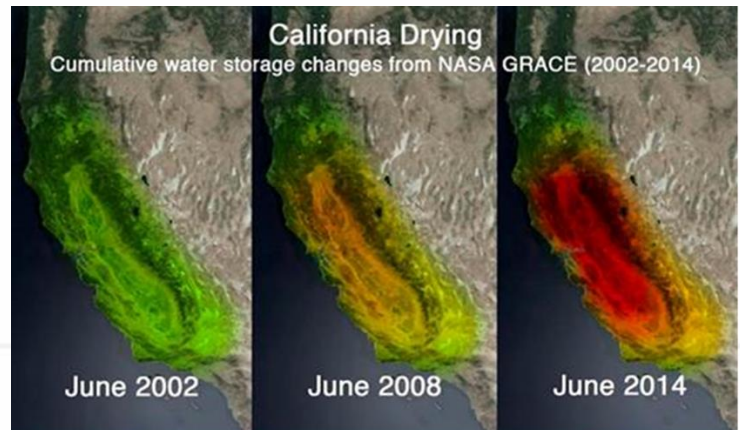 California Drying
Cumulative water storage changes from NASA GRACE (2002-2014)
June 2002
June 2008
June 2014